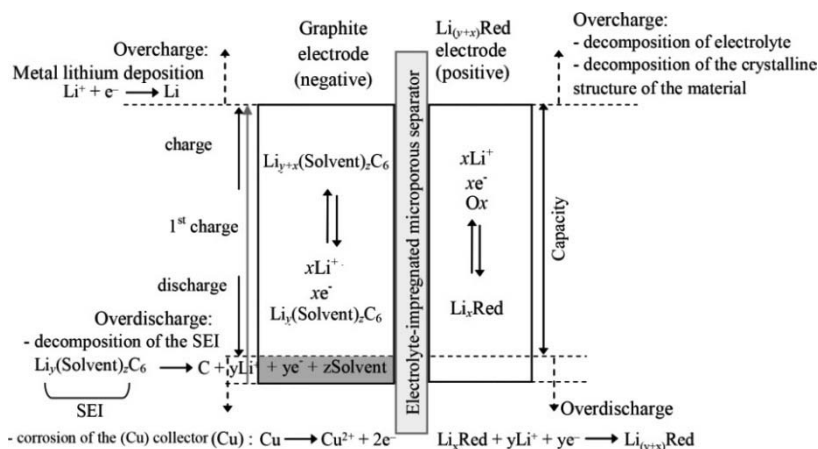 Overcharge:
Metal lithium deposition
Li⁺ + e⁻ → Li
Graphite
electrode
(negative)
Li₍y₊ₓ₎Red
electrode
(positive)
Overcharge:
- decomposition of electrolyte
- decomposition of the crystalline
structure of the material
charge
1ˢᵗ charge
discharge
Liy₊ₓ(Solvent)zC₆
xLi⁺
xe⁻
Liy(Solvent)zC₆
Electrolyte-impregnated microporous separator
xLi⁺
xe⁻
Ox
LiₓRed
Capacity
Overdischarge:
- decomposition of the SEI
Liy(Solvent)zC₆ → C + yLi⁺ + ye⁻ + zSolvent
SEI
- corrosion of the (Cu) collector (Cu) : Cu → Cu²⁺ + 2e⁻
Overdischarge
LiₓRed + yLi⁺ + ye⁻ → Li₍y₊ₓ₎Red